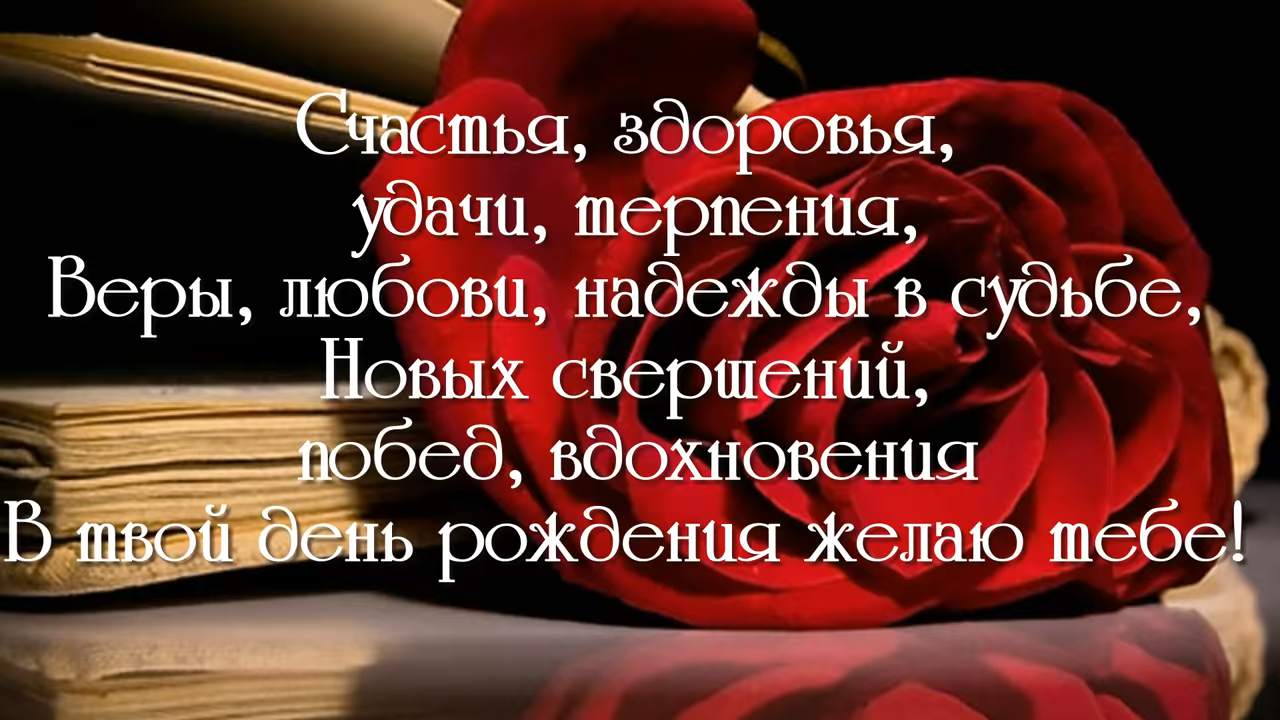 Счастья, здоровья,
удачи, терпения,
Веры, любови, надежды в судьбе,
Новых свершений,
побед, вдохновения
В твой день рождения желаю тебе!